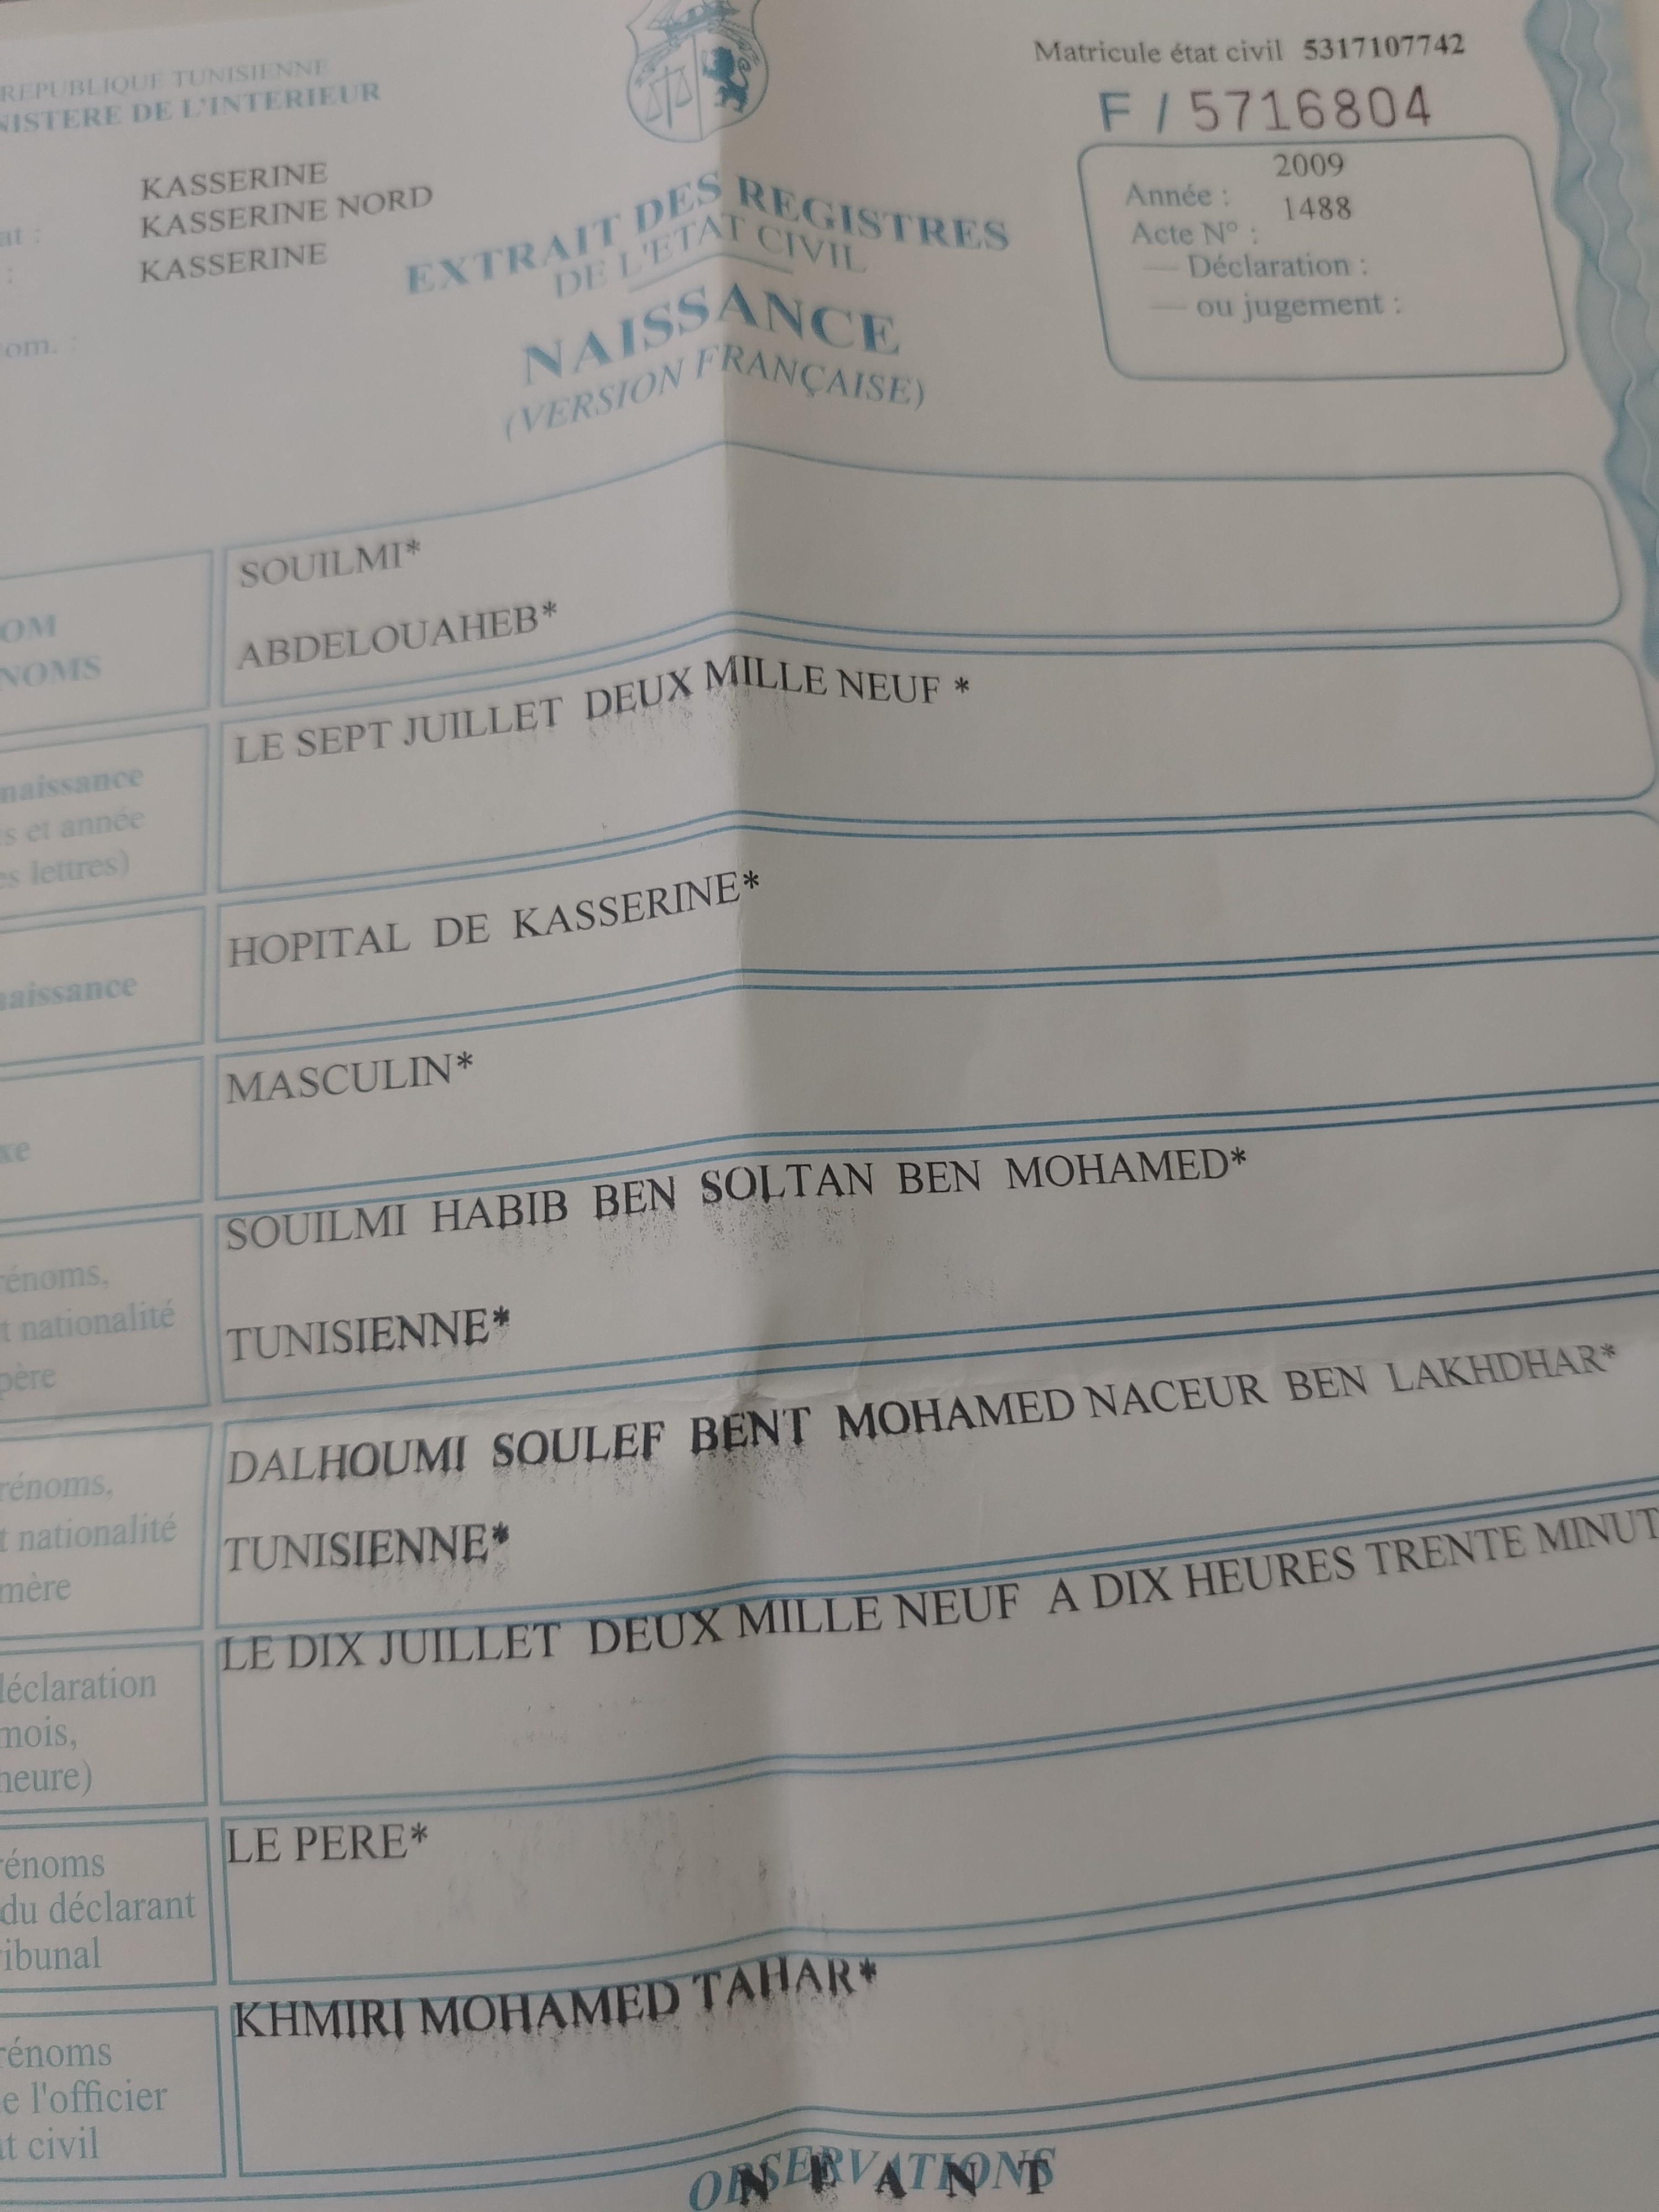 REPUBLIQUE TUNISIENNE
NISTERE DE L'INTERIEUR
Matricule état civil 5317107742
F / 5716804
KASSERINE
at : KASSERINE NORD
: KASSERINE
om. :
EXTRAIT DES REGISTRES
DE L'ETAT CIVIL
NAISSANCE
(VERSION FRANÇAISE)
Année : 2009
Acte N° : 1488
— Déclaration :
— ou jugement :
OM
NOMS
SOUILMI*
ABDELOUAHEB*
naissance
s et année
es lettres)
LE SEPT JUILLET DEUX MILLE NEUF *
naissance
HOPITAL DE KASSERINE*
xe
MASCULIN*
rénoms,
t nationalité
père
SOUILMI HABIB BEN SOLTAN BEN MOHAMED*
TUNISIENNE*
rénoms,
t nationalité
mère
DALHOUMI SOULEF BENT MOHAMED NACEUR BEN LAKHDHAR*
TUNISIENNE*
déclaration
mois,
heure)
LE DIX JUILLET DEUX MILLE NEUF A DIX HEURES TRENTE MINUT
rénoms
du déclarant
ribunal
LE PERE*
rénoms
e l'officier
t civil
KHMIRI MOHAMED TAHAR*
OBSERVATIONS
N E A N T